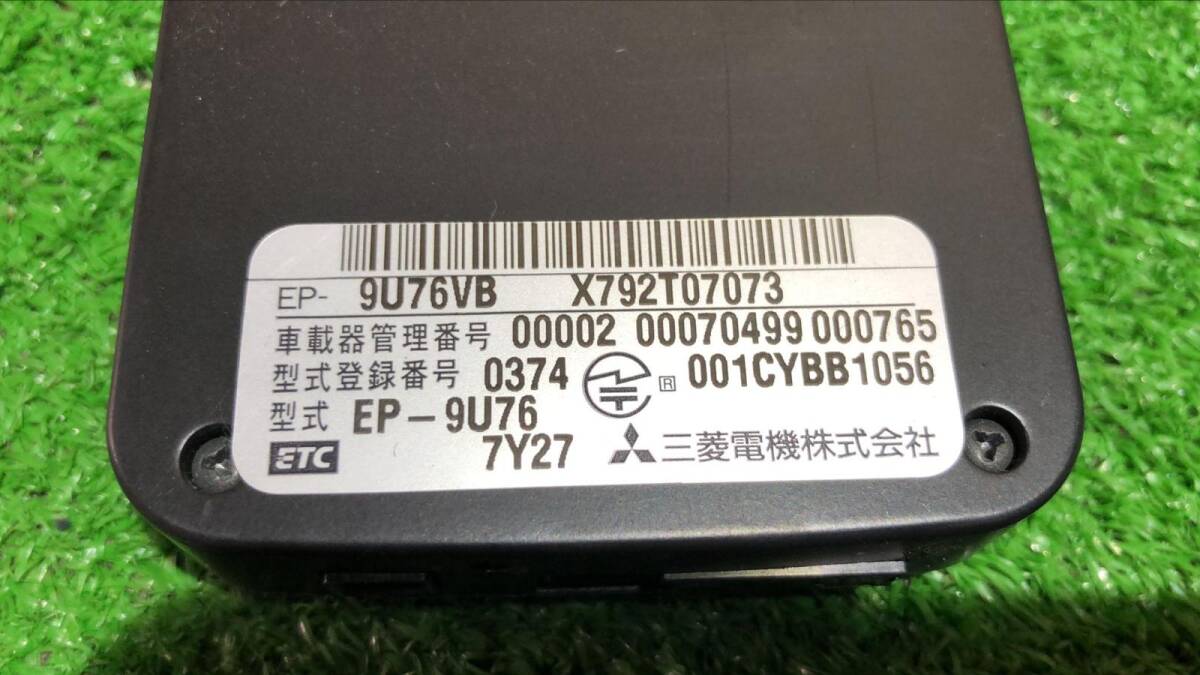 EP- 9U76VB X792T07073
車載器管理番号 00002 00070499 000765
型式登録番号 0374 R 001CYBB1056
型式 EP-9U76
ETC 7Y27 三菱電機株式会社